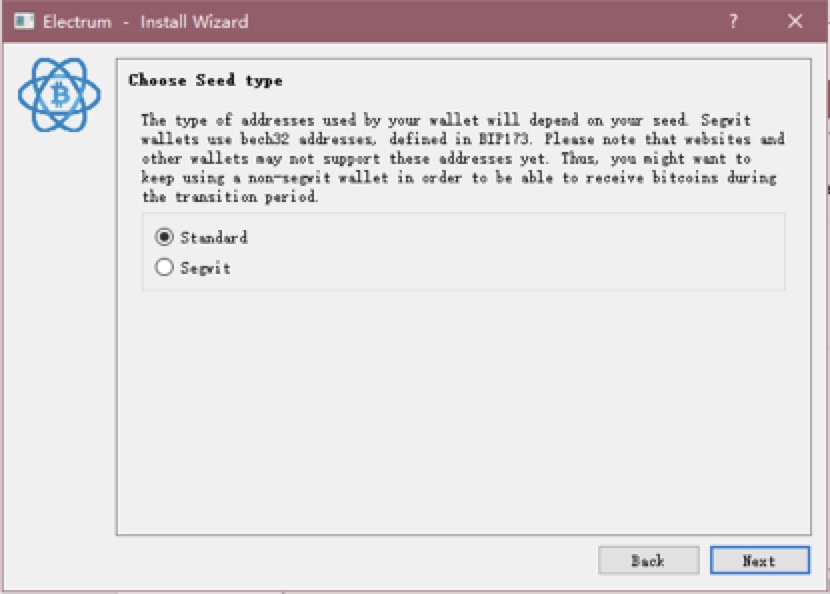 Electrum - Install Wizard
?
Choose Seed type
The type of addresses used by your wallet will depend on your seed. Segwit
wallets use bech32 addresses, defined in BIP173. Please note that websites and
other wallets may not support these addresses yet. Thus, you might want to
keep using a non-segwit wallet in order to be able to receive bitcoins during
the transition period.
Standard
Segwit
Back
Next